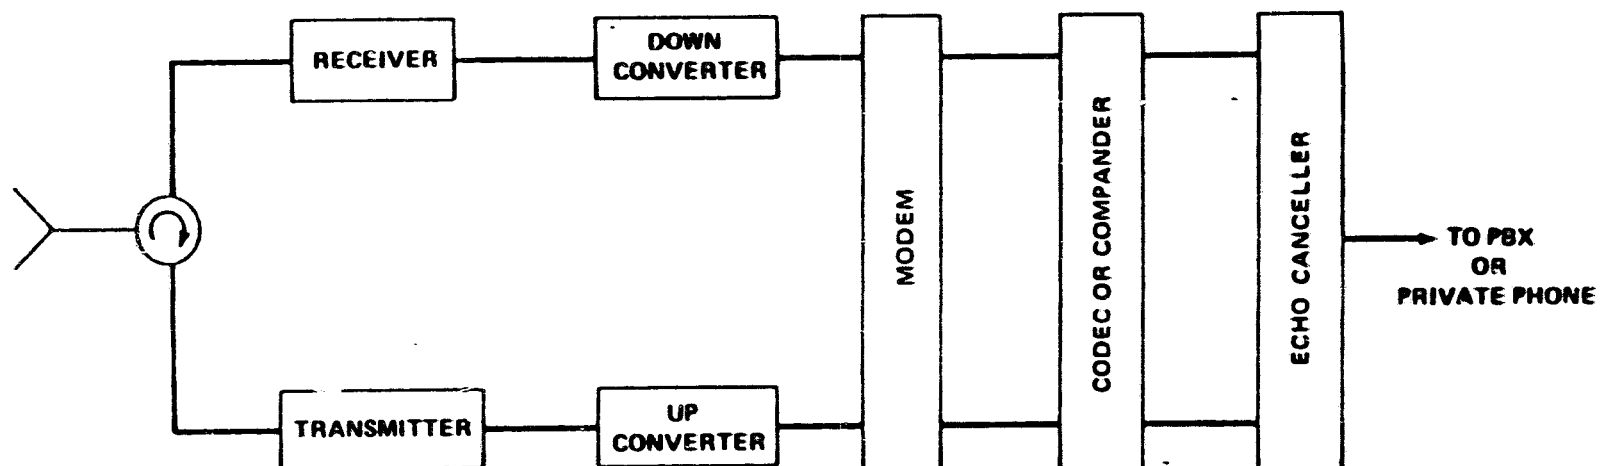 RECEIVER
DOWN
CONVERTER
MODEM
CODEC OR COMPANDER
ECHO CANCELLER
TO PBX
OR
PRIVATE PHONE
TRANSMITTER
UP
CONVERTER